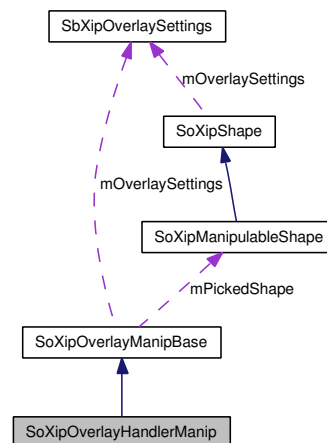 SbXipOverlaySettings
mOverlaySettings
SoXipShape
mOverlaySettings
SoXipManipulableShape
mPickedShape
SoXipOverlayManipBase
SoXipOverlayHandlerManip